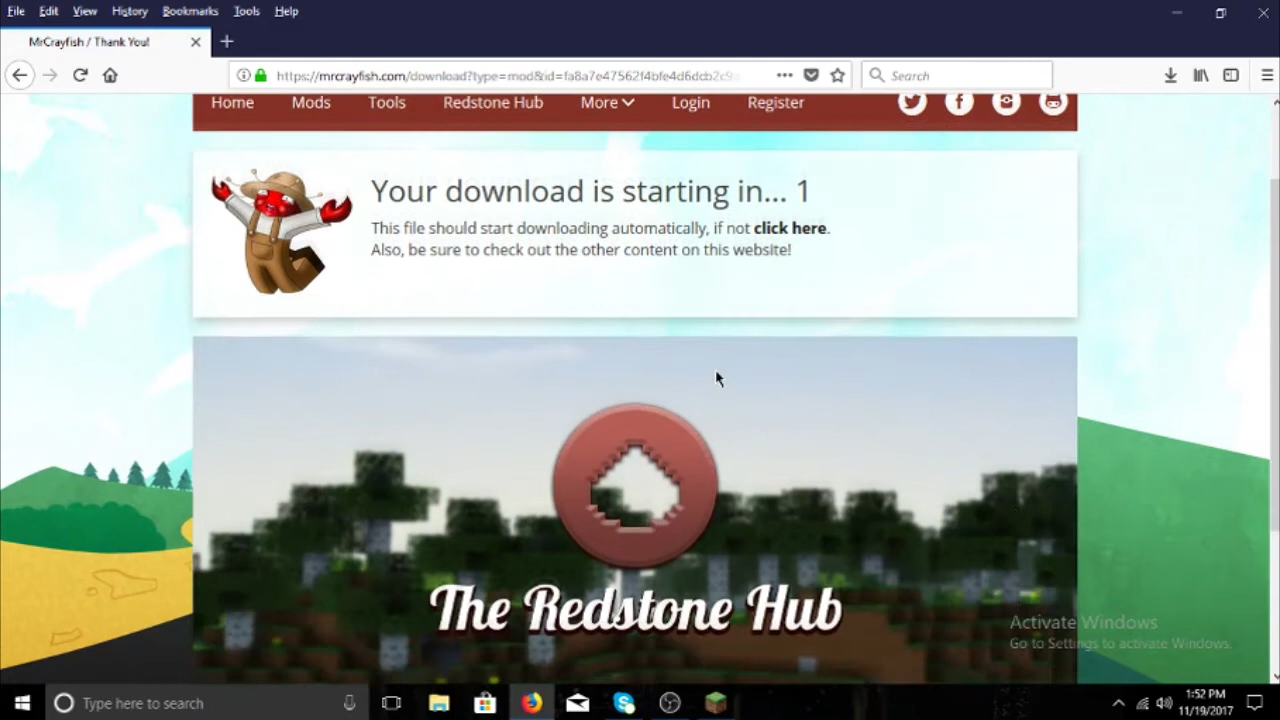 File Edit View History Bookmarks Tools Help
MrCrayfish / Thank You!
https://mrcrayfish.com/download?type=mod&id=fa8a7e47562f4bfe4d6dcb2c9
Search
Home Mods Tools Redstone Hub More Login Register
Your download is starting in... 1
This file should start downloading automatically, if not click here.
Also, be sure to check out the other content on this website!
The Redstone Hub
Activate Windows
Go to Settings to activate Windows.
Type here to search
1:52 PM
11/19/2017